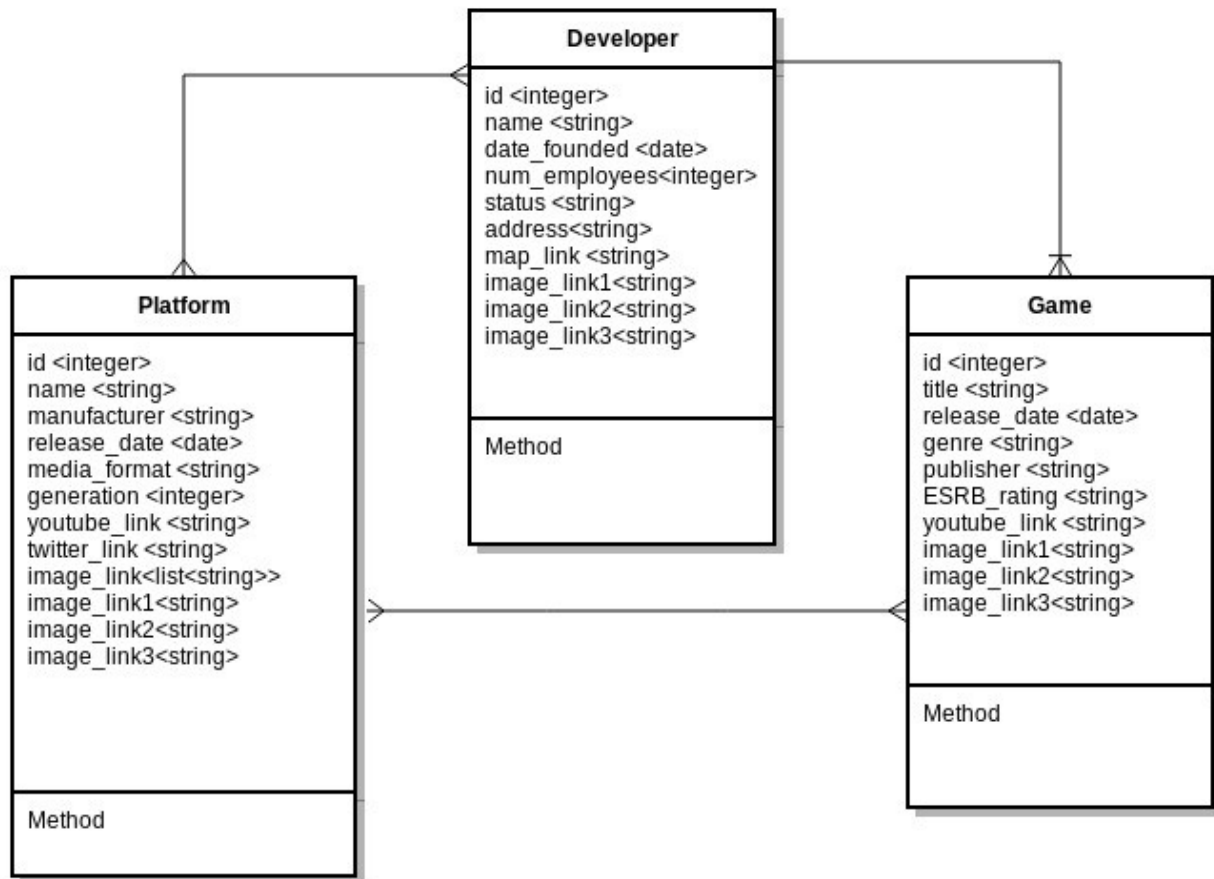 Developer
id <integer>
name <string>
date_founded <date>
num_employees<integer>
status <string>
address<string>
map_link <string>
image_link1<string>
image_link2<string>
image_link3<string>
Method
Platform
id <integer>
name <string>
manufacturer <string>
release_date <date>
media_format <string>
generation <integer>
youtube_link <string>
twitter_link <string>
image_link<list<string>>
image_link1<string>
image_link2<string>
image_link3<string>
Method
Game
id <integer>
title <string>
release_date <date>
genre <string>
publisher <string>
ESRB_rating <string>
youtube_link <string>
image_link1<string>
image_link2<string>
image_link3<string>
Method